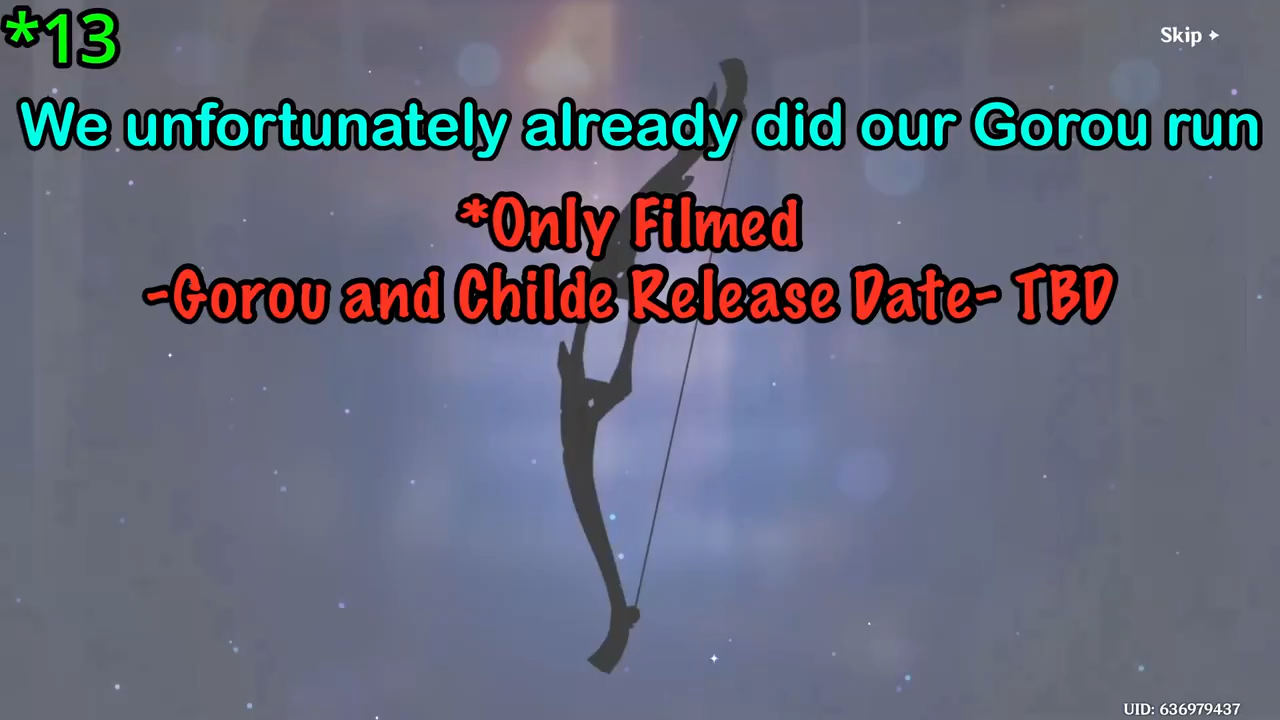 *13
Skip
We unfortunately already did our Gorou run
*Only Filmed
-Gorou and Childe Release Date- TBD
UID: 636979437